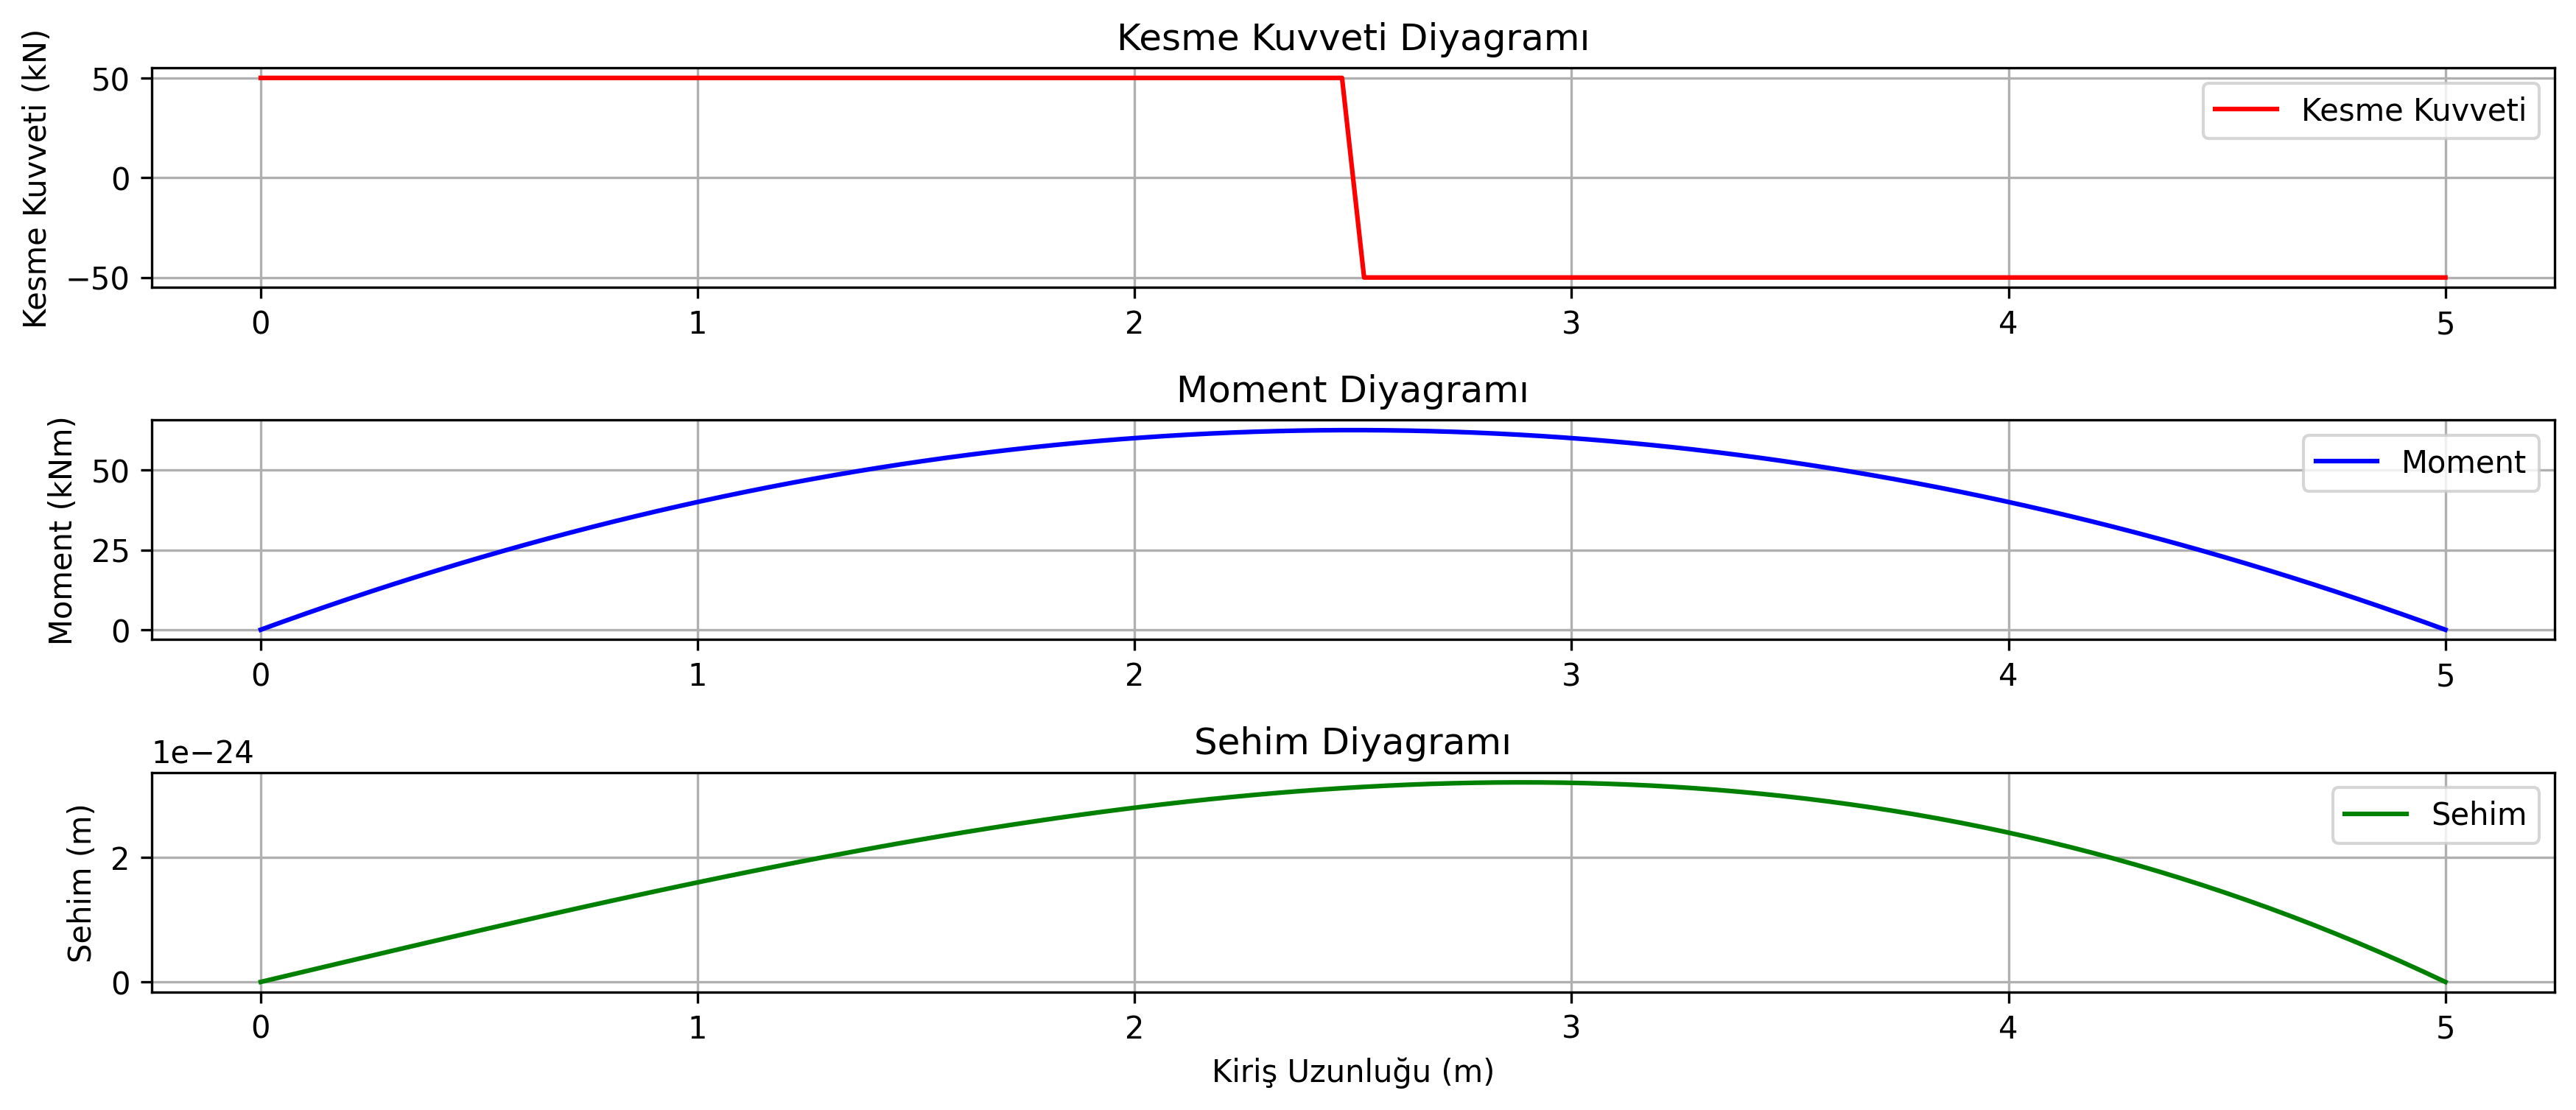 Kesme Kuvveti Diyagramı
Kesme Kuvveti (kN)
50
0
−50
Kesme Kuvveti
0 1 2 3 4 5
Moment Diyagramı
Moment (kNm)
50
25
0
Moment
0 1 2 3 4 5
Sehim Diyagramı
1e−24
Sehim (m)
2
0
Sehim
0 1 2 3 4 5
Kiriş Uzunluğu (m)